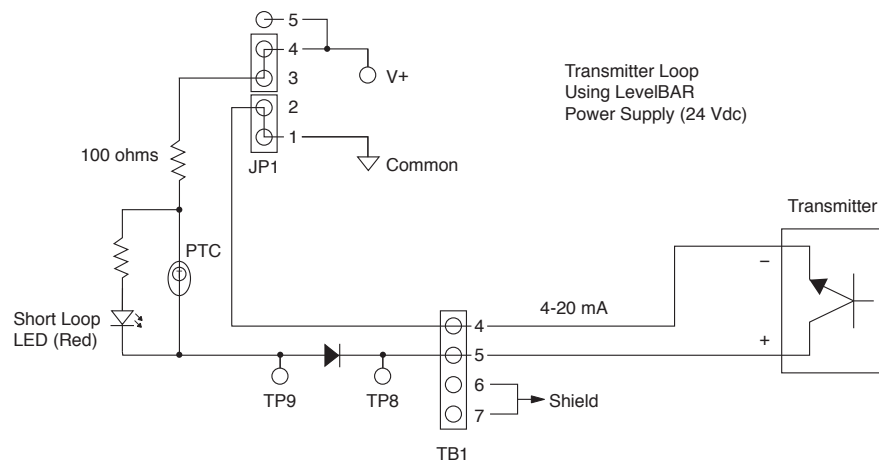 5
4
V+
3
Transmitter Loop
Using LevelBAR
Power Supply (24 Vdc)
2
1
100 ohms
JP1
Common
Transmitter
PTC
–
4-20 mA
4
Short Loop
LED (Red)
+
5
TP9
TP8
6
Shield
7
TB1